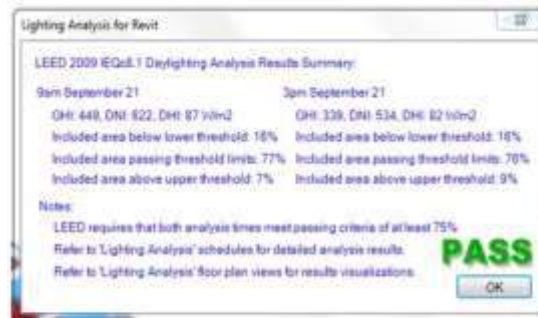 Lighting Analysis for Revit
LEED 2009 IEQc8.1 Daylighting Analysis Results Summary:
9am September 21 3pm September 21
GHI: 448, DNI: 622, DHI: 87 W/m2 GHI: 339, DNI: 534, DHI: 82 W/m2
Included area below lower threshold: 16% Included area below lower threshold: 16%
Included area passing threshold limits: 77% Included area passing threshold limits: 76%
Included area above upper threshold: 7% Included area above upper threshold: 9%
Notes:
LEED requires that both analysis times meet passing criteria of at least 75%
Refer to 'Lighting Analysis' schedules for detailed analysis results.
Refer to 'Lighting Analysis' floor plan views for results visualizations.
PASS
OK